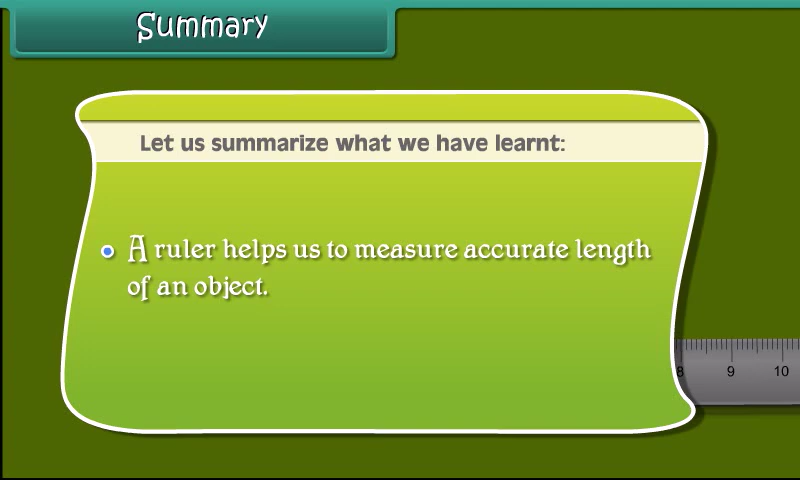 Summary
Let us summarize what we have learnt:
A ruler helps us to measure accurate length
of an object.
8 9 10